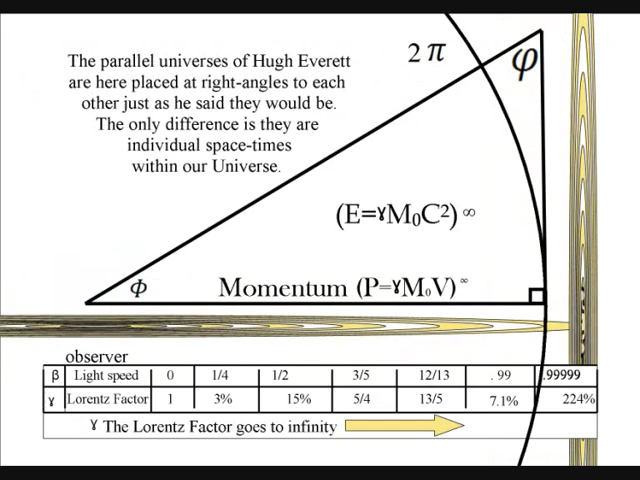 The parallel universes of Hugh Everett
are here placed at right-angles to each
other just as he said they would be.
The only difference is they are
individual space-times
within our Universe.
2 π
φ
(E=ɤM₀C²) ∞
Φ
Momentum (P=ɤM₀V) ∞
observer
β Light speed 0 1/4 1/2 3/5 12/13 . 99 .99999
ɤ Lorentz Factor 1 3% 15% 5/4 13/5 7.1% 224%
ɤ The Lorentz Factor goes to infinity